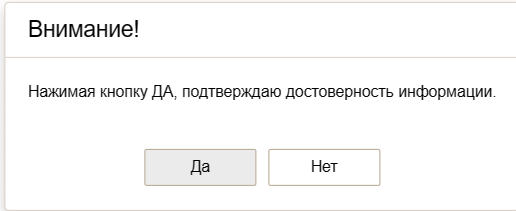 Внимание!
Нажимая кнопку ДА, подтверждаю достоверность информации.
Да
Нет